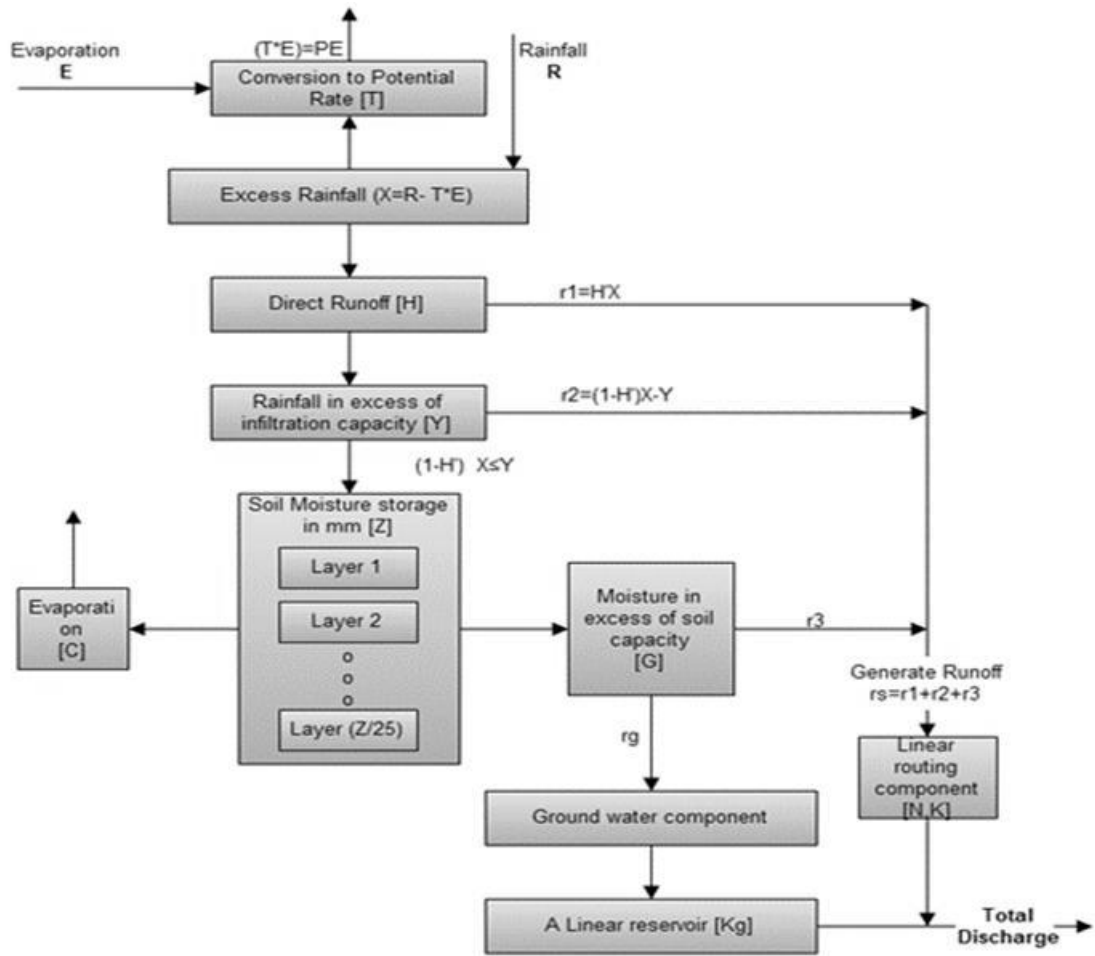 Evaporation
E
(T*E)=PE
Rainfall
R
Conversion to Potential
Rate [T]
Excess Rainfall (X=R- T*E)
Direct Runoff [H]
r1=H'X
Rainfall in excess of
infiltration capacity [Y]
r2=(1-H')X-Y
(1-H') X≤Y
Soil Moisture storage
in mm [Z]
Layer 1
Layer 2
o
o
o
Layer (Z/25)
Evaporati
on
[C]
Moisture in
excess of soil
capacity
[G]
r3
Generate Runoff
rs=r1+r2+r3
rg
Linear
routing
component
[N,K]
Ground water component
A Linear reservoir [Kg]
Total
Discharge